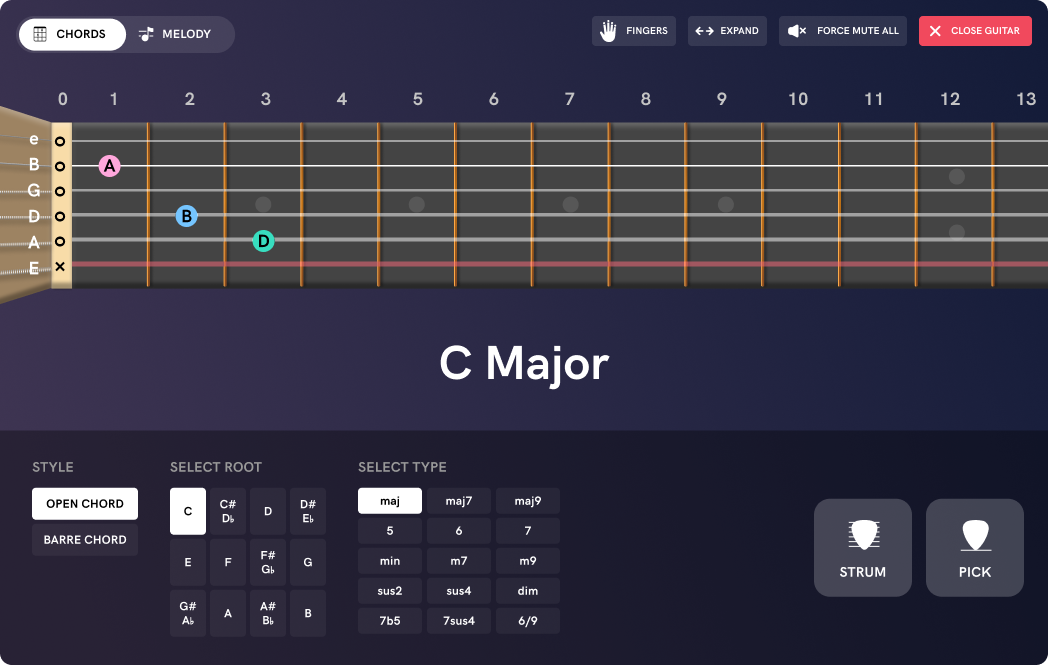 CHORDS MELODY FINGERS EXPAND FORCE MUTE ALL CLOSE GUITAR
0 1 2 3 4 5 6 7 8 9 10 11 12 13
e
B A
G
D B
A D
E
C Major
STYLE SELECT ROOT SELECT TYPE
OPEN CHORD
BARRE CHORD
C C# D♭ D D# E♭
E F F# G♭ G
G# A♭ A A# B♭ B
maj maj7 maj9
5 6 7
min m7 m9
sus2 sus4 dim
7b5 7sus4 6/9
STRUM PICK